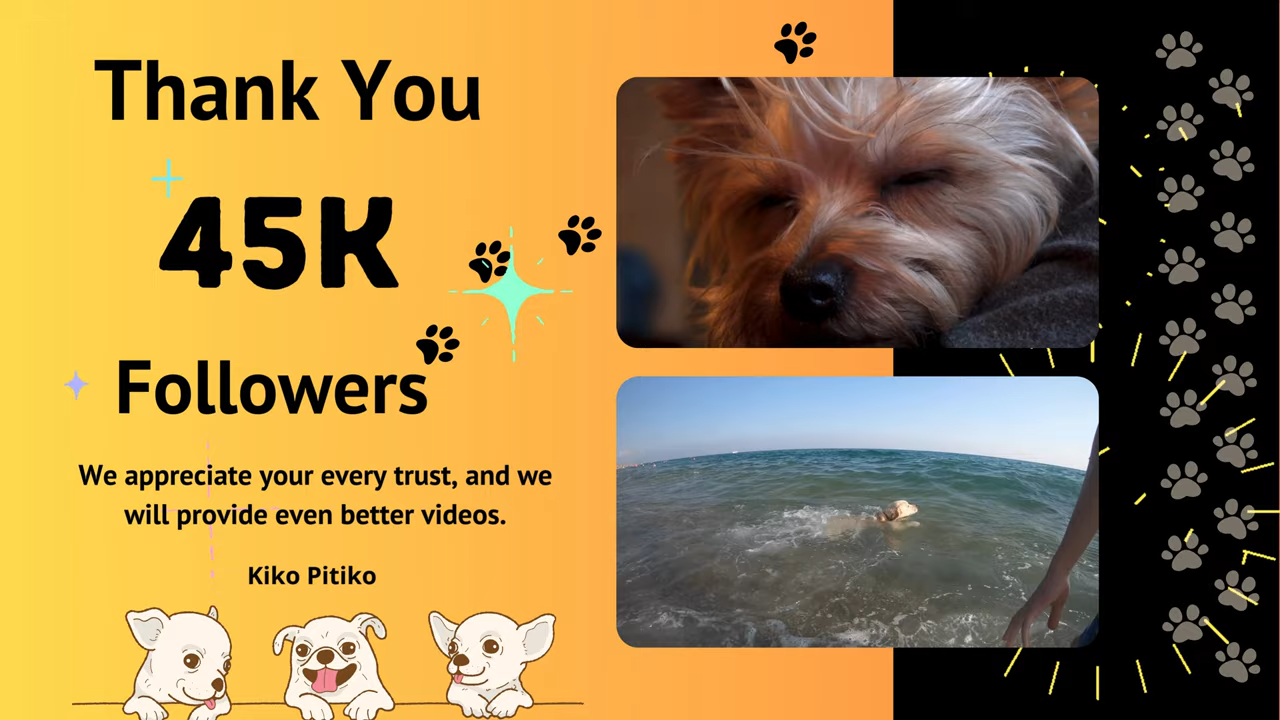 Thank You
45K
Followers
We appreciate your every trust, and we
will provide even better videos.
Kiko Pitiko